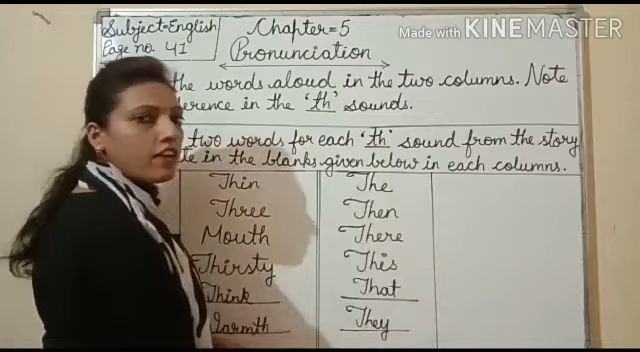 Subject=English
Page no. 41
Chapter=5
Made with KINEMASTER
Pronunciation
the words aloud in the two columns. Note
erence in the 'th' sounds.
two words for each 'th' sound from the story
te in the blanks given below in each columns.
Thin The
Three Then
Mouth There
Thirsty This
Think That
Warmth They